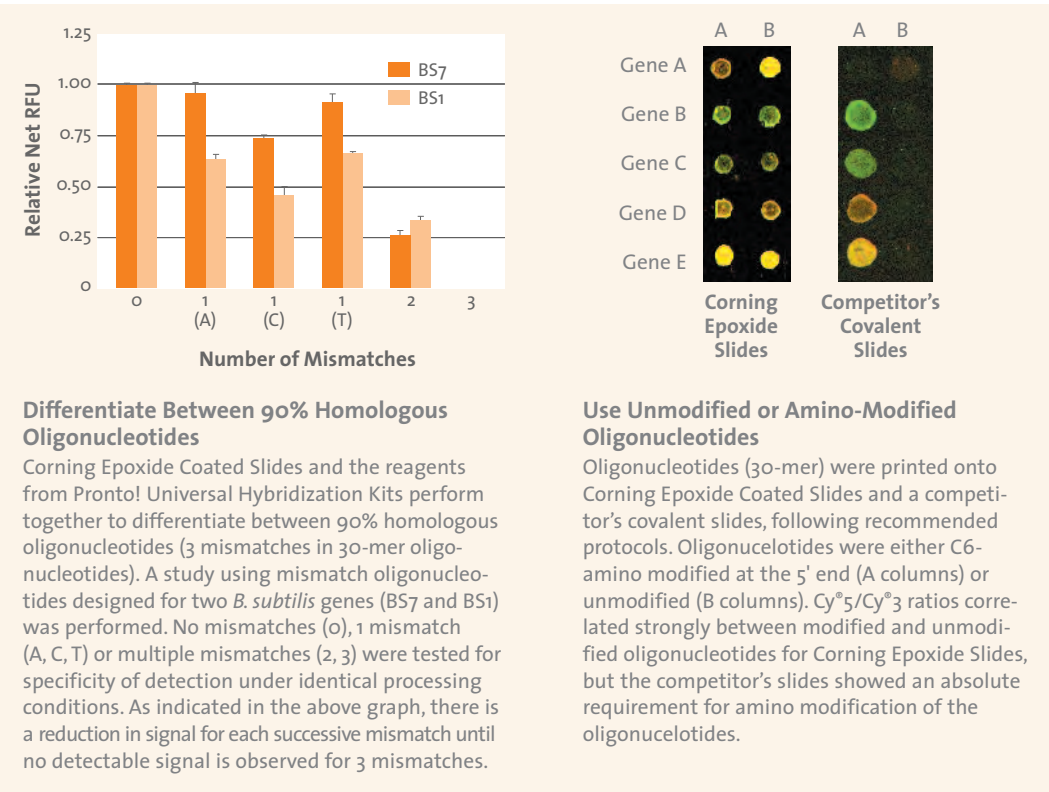 1.25
1.00
0.75
0.50
0.25
0
Relative Net RFU
BS7
BS1
0 1 1 1 2 3
(A) (C) (T)
Number of Mismatches
A B A B
Gene A
Gene B
Gene C
Gene D
Gene E
Corning
Epoxide
Slides
Competitor's
Covalent
Slides
Differentiate Between 90% Homologous
Oligonucleotides
Corning Epoxide Coated Slides and the reagents
from Pronto! Universal Hybridization Kits perform
together to differentiate between 90% homologous
oligonucleotides (3 mismatches in 30-mer oligo-
nucleotides). A study using mismatch oligonucleo-
tides designed for two B. subtilis genes (BS7 and BS1)
was performed. No mismatches (0), 1 mismatch
(A, C, T) or multiple mismatches (2, 3) were tested for
specificity of detection under identical processing
conditions. As indicated in the above graph, there is
a reduction in signal for each successive mismatch until
no detectable signal is observed for 3 mismatches.
Use Unmodified or Amino-Modified
Oligonucleotides
Oligonucleotides (30-mer) were printed onto
Corning Epoxide Coated Slides and a competi-
tor's covalent slides, following recommended
protocols. Oligonucelotides were either C6-
amino modified at the 5' end (A columns) or
unmodified (B columns). Cy®5/Cy®3 ratios corre-
lated strongly between modified and unmodi-
fied oligonucleotides for Corning Epoxide Slides,
but the competitor's slides showed an absolute
requirement for amino modification of the
oligonucelotides.